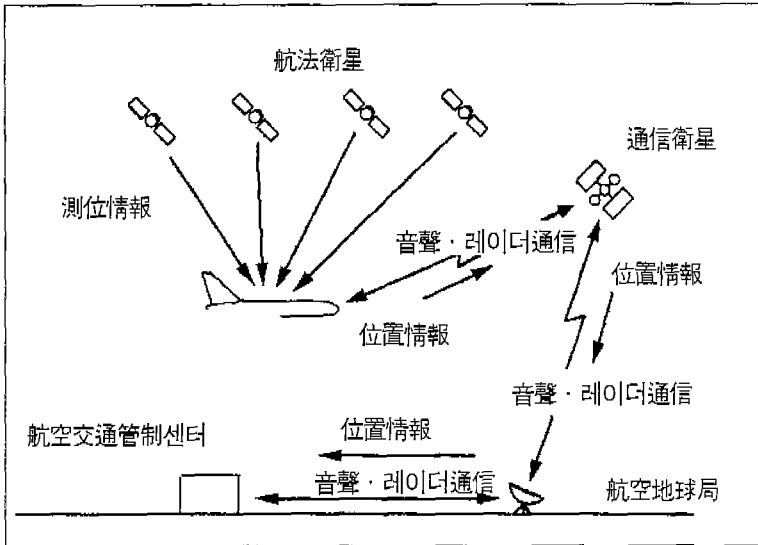 航法衛星
通信衛星
測位情報
音聲·레이더通信
位置情報
位置情報
音聲·레이더通信
航空交通管制센터
位置情報
音聲·레이더通信
航空地球局